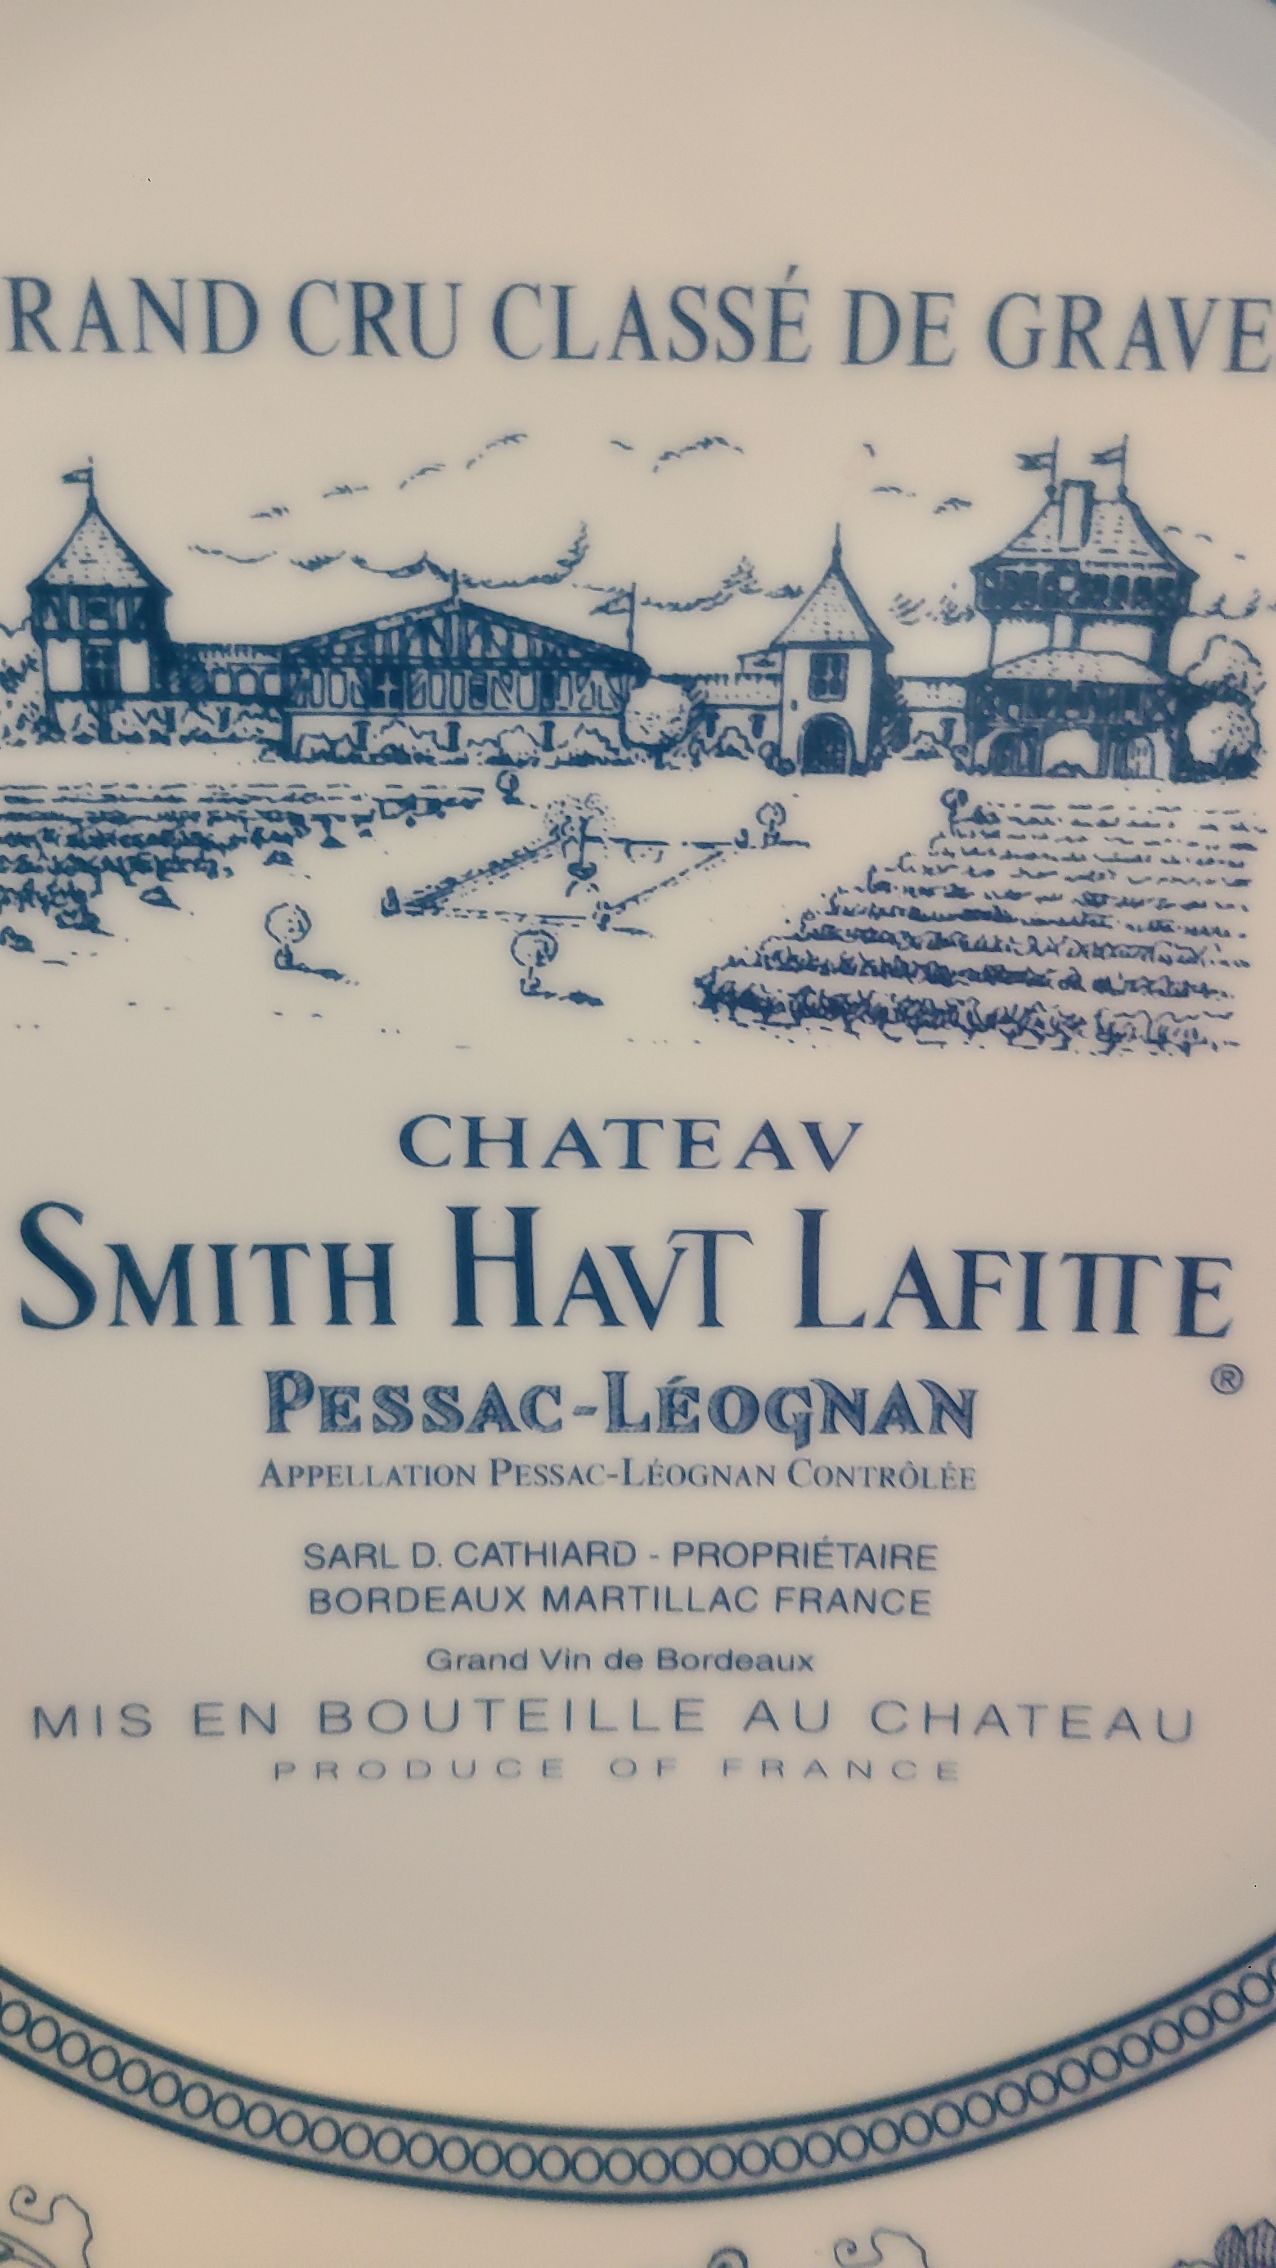 RAND CRU CLASSÉ DE GRAVE
CHATEAV
SMITH HAVT LAFITTE
®
PESSAC-LÉOGNAN
APPELLATION PESSAC-LÉOGNAN CONTRÔLÉE
SARL D. CATHIARD - PROPRIÉTAIRE
BORDEAUX MARTILLAC FRANCE
Grand Vin de Bordeaux
MIS EN BOUTEILLE AU CHATEAU
PRODUCE OF FRANCE